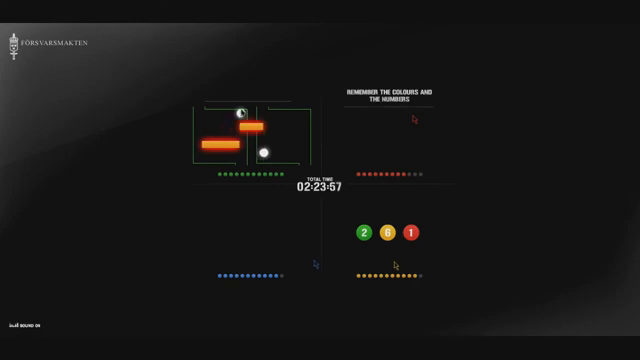 FÖRSVARSMAKTEN
REMEMBER THE COLOURS AND
THE NUMBERS
TOTAL TIME
02:23:57
2 6 1
SOUND ON